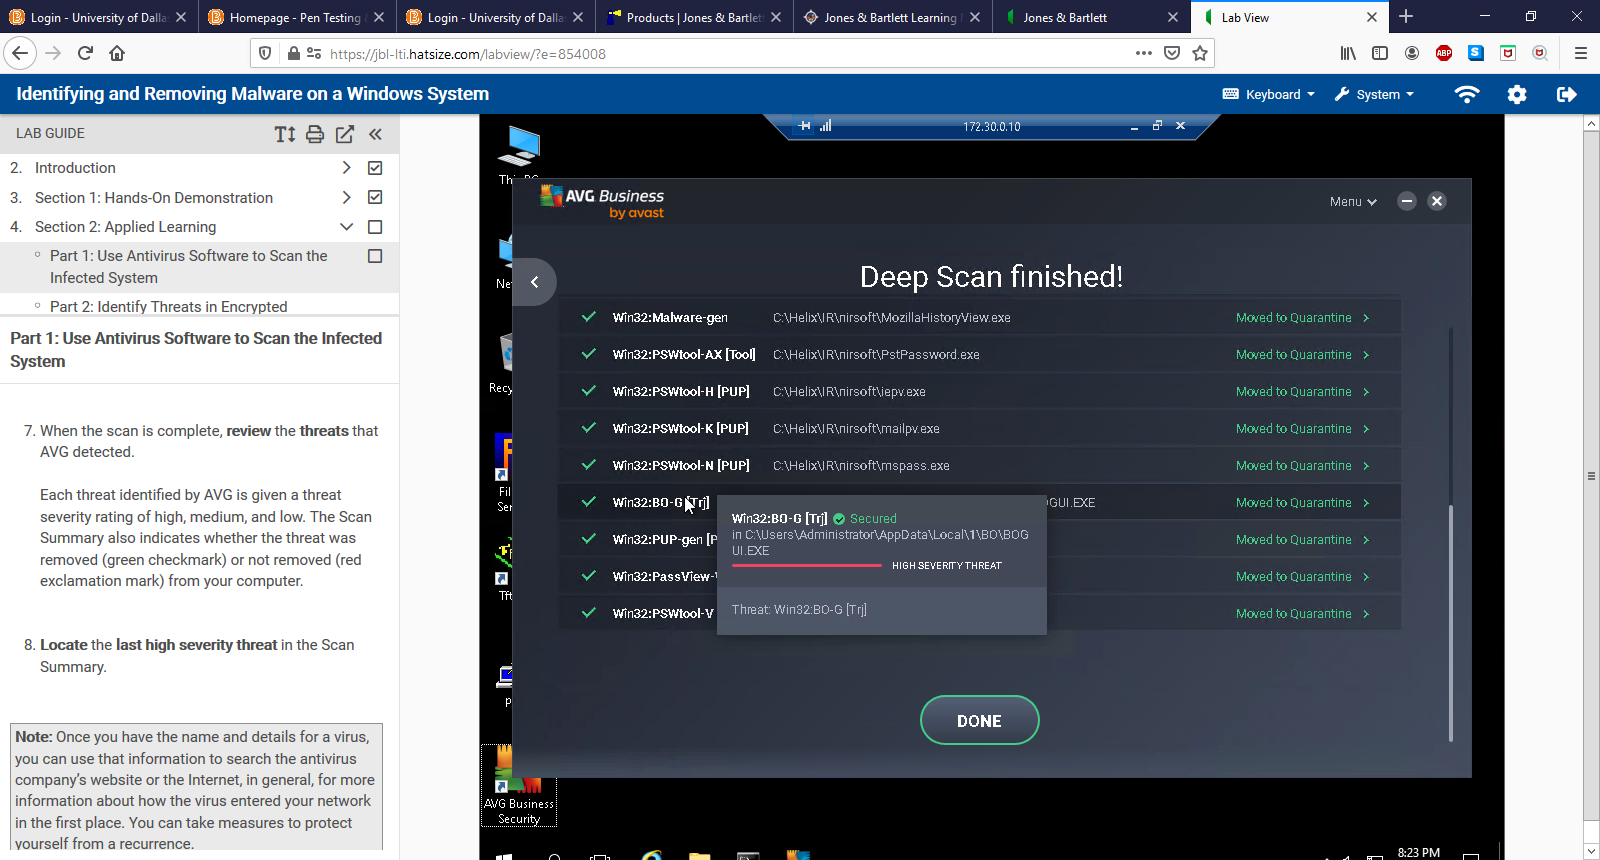 Login - University of Dalla
Homepage - Pen Testing
Login - University of Dalla
Products | Jones & Bartlett
Jones & Bartlett Learning
Jones & Bartlett
Lab View
https://jbl-lti.hatsize.com/labview/?e=854008
ABP
S
Identifying and Removing Malware on a Windows System
Keyboard
System
LAB GUIDE
2. Introduction
3. Section 1: Hands-On Demonstration
4. Section 2: Applied Learning
Part 1: Use Antivirus Software to Scan the
Infected System
Part 2: Identify Threats in Encrypted
Part 1: Use Antivirus Software to Scan the Infected
System
7. When the scan is complete, review the threats that
AVG detected.
Each threat identified by AVG is given a threat
severity rating of high, medium, and low. The Scan
Summary also indicates whether the threat was
removed (green checkmark) or not removed (red
exclamation mark) from your computer.
8. Locate the last high severity threat in the Scan
Summary.
Note: Once you have the name and details for a virus,
you can use that information to search the antivirus
company's website or the Internet, in general, for more
information about how the virus entered your network
in the first place. You can take measures to protect
yourself from a recurrence.
172.30.0.10
AVG Business
by avast
Menu
Deep Scan finished!
Win32:Malware-gen C:\Helix\IR\nirsoft\MozillaHistoryView.exe Moved to Quarantine
Win32:PSWtool-AX [Tool] C:\Helix\IR\nirsoft\PstPassword.exe Moved to Quarantine
Win32:PSWtool-H [PUP] C:\Helix\IR\nirsoft\iepv.exe Moved to Quarantine
Win32:PSWtool-K [PUP] C:\Helix\IR\nirsoft\mailpv.exe Moved to Quarantine
Win32:PSWtool-N [PUP] C:\Helix\IR\nirsoft\mspass.exe Moved to Quarantine
Win32:BO-G [Trj] OGUI.EXE Moved to Quarantine
Win32:PUP-gen [P Moved to Quarantine
Win32:PassView- Moved to Quarantine
Win32:PSWtool-V Moved to Quarantine
Win32:BO-G [Trj] Secured
in C:\Users\Administrator\AppData\Local\1\BO\BOG
UI.EXE
HIGH SEVERITY THREAT
Threat: Win32:BO-G [Trj]
DONE
Recy
Fil
Ser
Tft
p
AVG Business
Security
8:23 PM